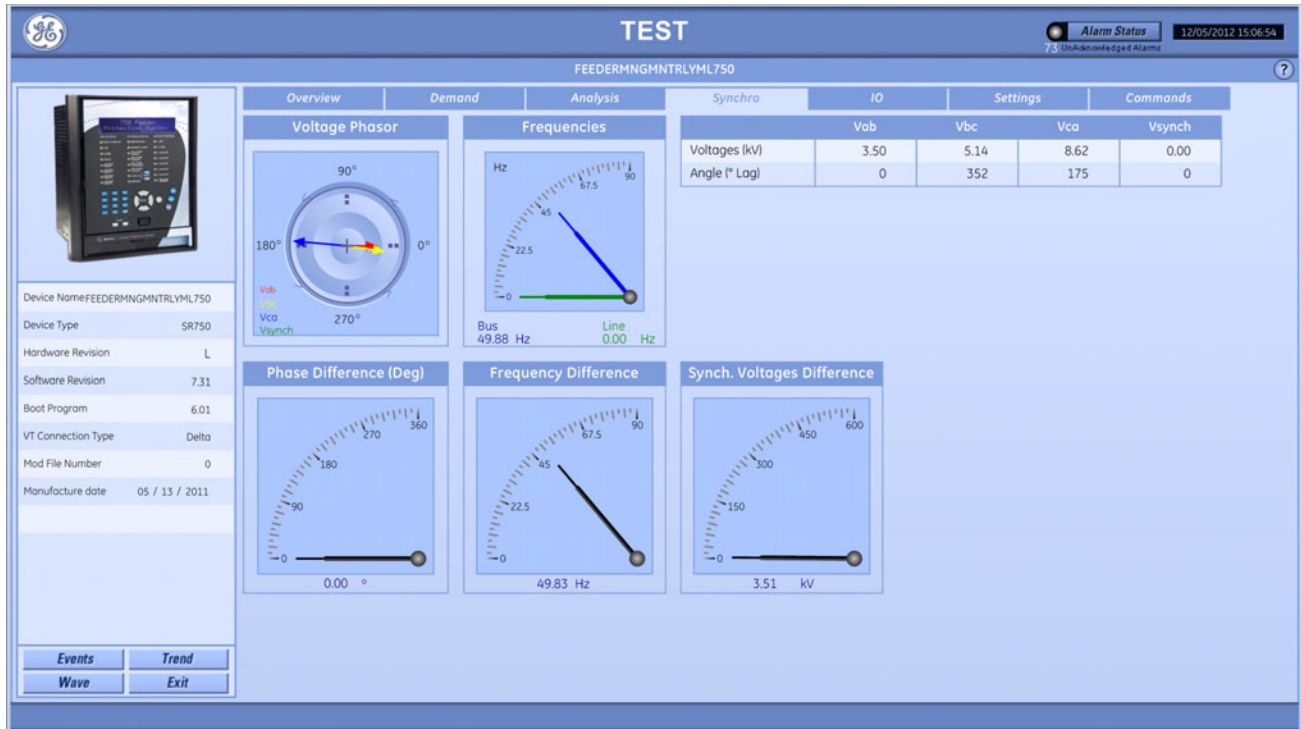 TEST
Alarm Status
12/05/2012 15:06:54
73 UnAcknowledged Alarms
FEEDERMNGMNTRLYML750
?
Overview Demand Analysis Synchro IO Settings Commands
Device Name FEEDERMNGMNTRLYML750
Device Type SR750
Hardware Revision L
Software Revision 7.31
Boot Program 6.01
VT Connection Type Delta
Mod File Number 0
Manufacture date 05 / 13 / 2011
Events Trend
Wave Exit
Voltage Phasor
90°
180° 0°
270°
Vab
Vbc
Vca
Vsynch
Frequencies
Hz
0
22.5
45
67.5
90
Bus Line
49.88 Hz 0.00 Hz
Vab Vbc Vca Vsynch
Voltages (kV) 3.50 5.14 8.62 0.00
Angle (° Lag) 0 352 175 0
Phase Difference (Deg)
0
90
180
270
360
0.00 °
Frequency Difference
0
22.5
45
67.5
90
49.83 Hz
Synch. Voltages Difference
0
150
300
450
600
3.51 kV